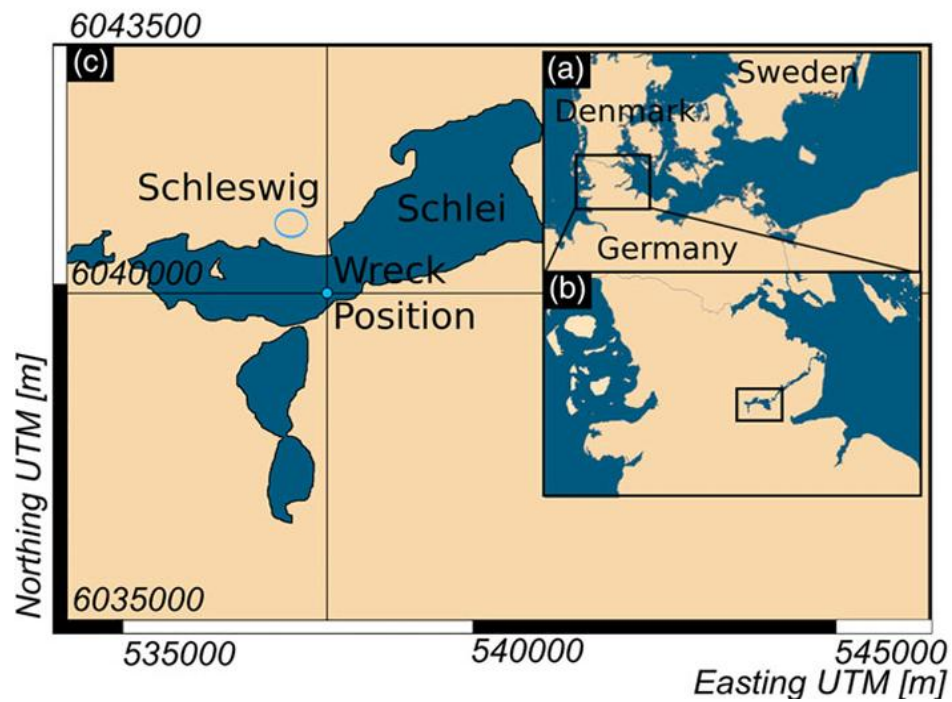 6043500
(c)
(a)
Sweden
Denmark
Schleswig
Schlei
Germany
6040000
Wreck
Position
(b)
Northing UTM [m]
6035000
535000
540000
545000
Easting UTM [m]